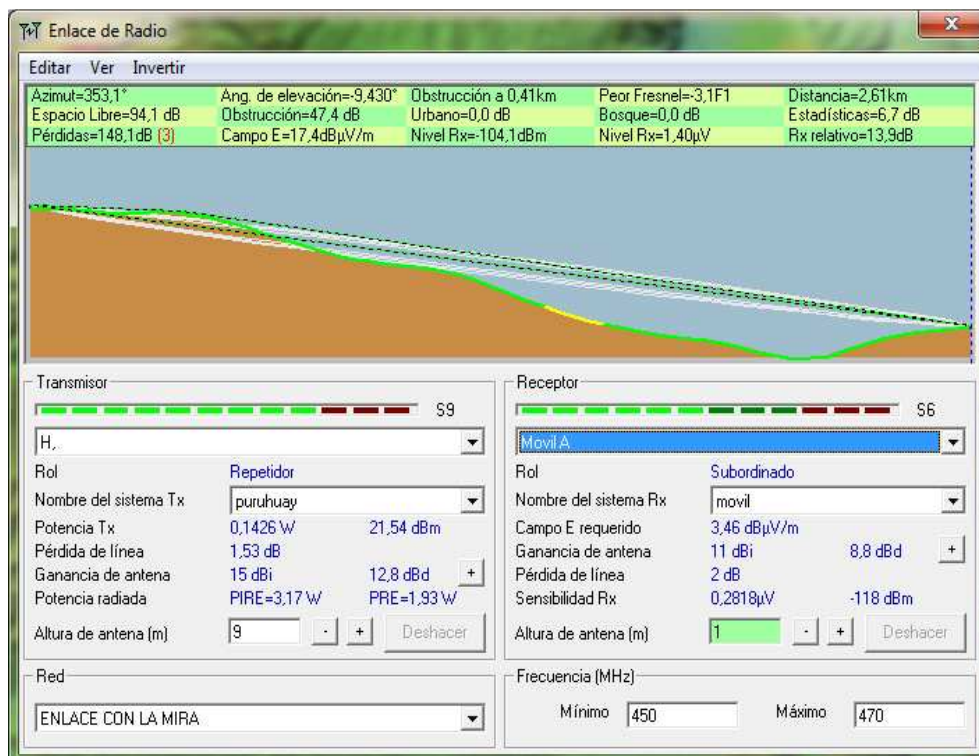 Enlace de Radio
Editar Ver Invertir
Azimut=353,1° Ang. de elevación=-9,430° Obstrucción a 0,41km Peor Fresnel=-3,1F1 Distancia=2,61km
Espacio Libre=94,1 dB Obstrucción=47,4 dB Urbano=0,0 dB Bosque=0,0 dB Estadísticas=6,7 dB
Pérdidas=148,1dB (3) Campo E=17,4dBµV/m Nivel Rx=-104,1dBm Nivel Rx=1,40µV Rx relativo=13,9dB
Transmisor
S9
H,
Rol Repetidor
Nombre del sistema Tx puruhuay
Potencia Tx 0,1426 W 21,54 dBm
Pérdida de línea 1,53 dB
Ganancia de antena 15 dBi 12,8 dBd +
Potencia radiada PIRE=3,17 W PRE=1,93 W
Altura de antena (m) 9 - + Deshacer
Receptor
S6
Movil A
Rol Subordinado
Nombre del sistema Rx movil
Campo E requerido 3,46 dBµV/m
Ganancia de antena 11 dBi 8,8 dBd +
Pérdida de línea 2 dB
Sensibilidad Rx 0,2818µV -118 dBm
Altura de antena (m) 1 - + Deshacer
Red
ENLACE CON LA MIRA
Frecuencia (MHz)
Mínimo 450 Máximo 470